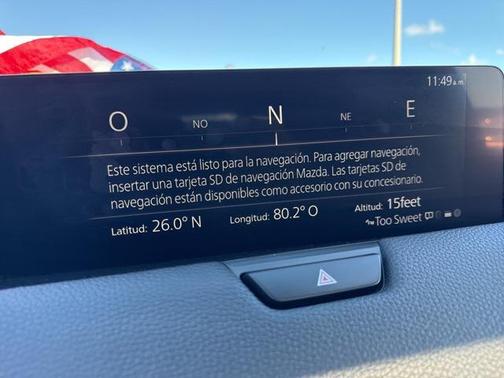 11:49 a.m.
O NO N NE E
Este sistema está listo para la navegación. Para agregar navegación,
insertar una tarjeta SD de navegación Mazda. Las tarjetas SD de
navegación están disponibles como accesorio con su concesionario.
Latitud: 26.0° N Longitud: 80.2° O Altitud: 15feet
Too Sweet